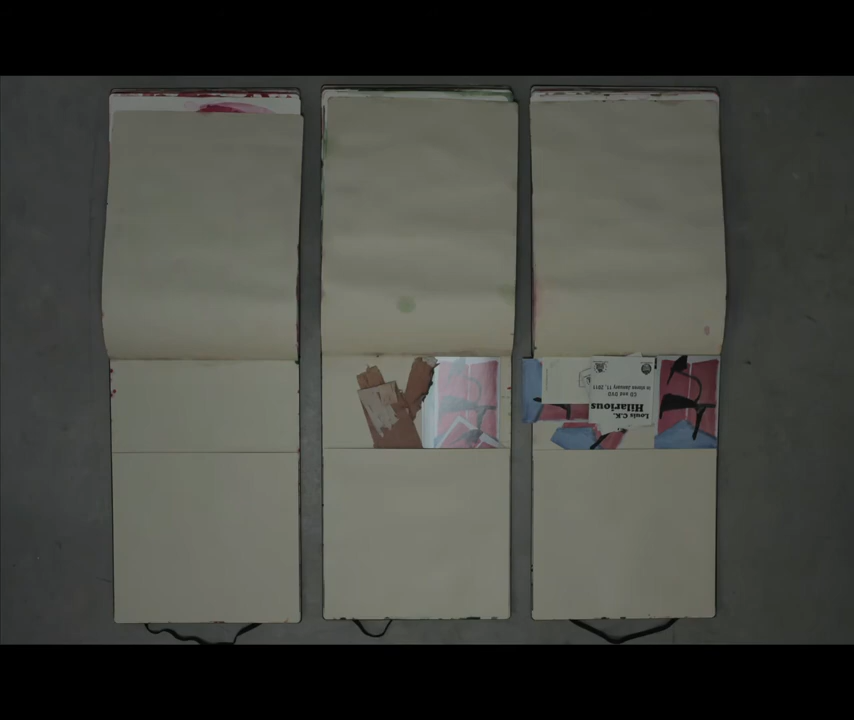 Louis C.K.
Hilarious
CD and DVD
in stores January 11, 2011